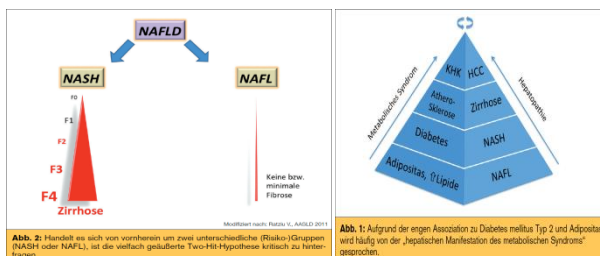 NAFLD
NASH
NAFL
F0
F1
F2
F3
F4
Zirrhose
Keine bzw.
minimale
Fibrose
Modifiziert nach: Ratziu V., AASLD 2011
Abb. 2: Handelt es sich von vornherein um zwei unterschiedliche (Risiko-)Gruppen
(NASH oder NAFL), ist die vielfach geäußerte Two-Hit-Hypothese kritisch zu hinter-
fragen.
Metabolisches Syndrom
Hepatopathie
KHK
HCC
Athero-
Sklerose
Zirrhose
Diabetes
NASH
Adipositas, ⇧Lipide
NAFL
Abb. 1: Aufgrund der engen Assoziation zu Diabetes mellitus Typ 2 und Adipositas
wird häufig von der „hepatischen Manifestation des metabolischen Syndroms“
gesprochen.